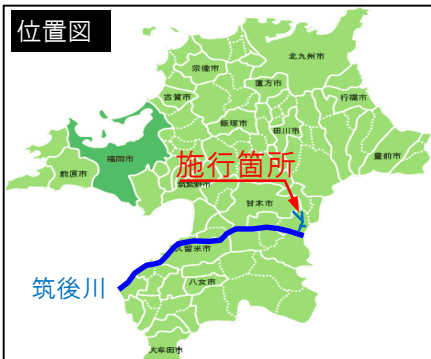 位置図
北九州市
宗像市
直方市
古賀市
行橋市
飯塚市
田川市
豊前市
福岡市
前原市
施行箇所
筑紫野市
甘木市
久留米市
筑後川
八女市
大牟田市